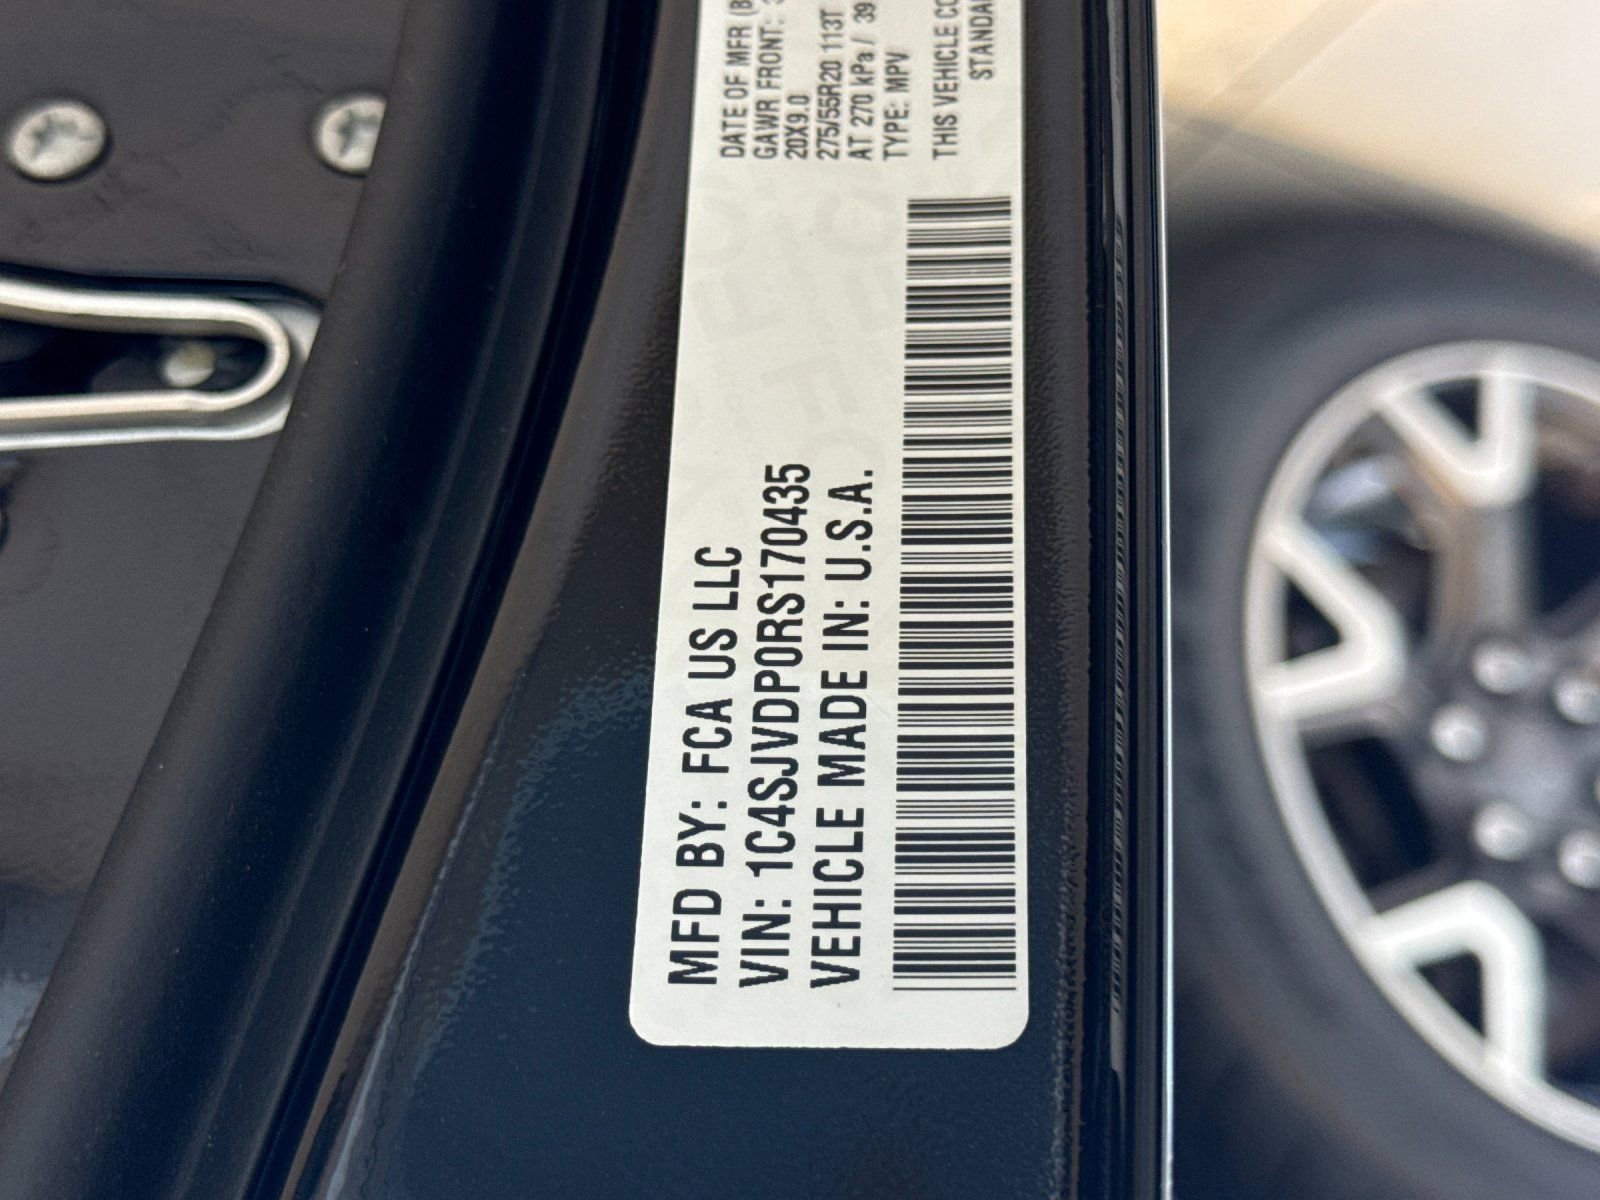 MFD BY: FCA US LLC
VIN: 1C4SJVDP0RS170435
VEHICLE MADE IN: U.S.A.
DATE OF MFR
GAWR FRONT:
20X9.0
275/55R20 113T
AT 270 kPa / 39
TYPE: MPV
THIS VEHICLE